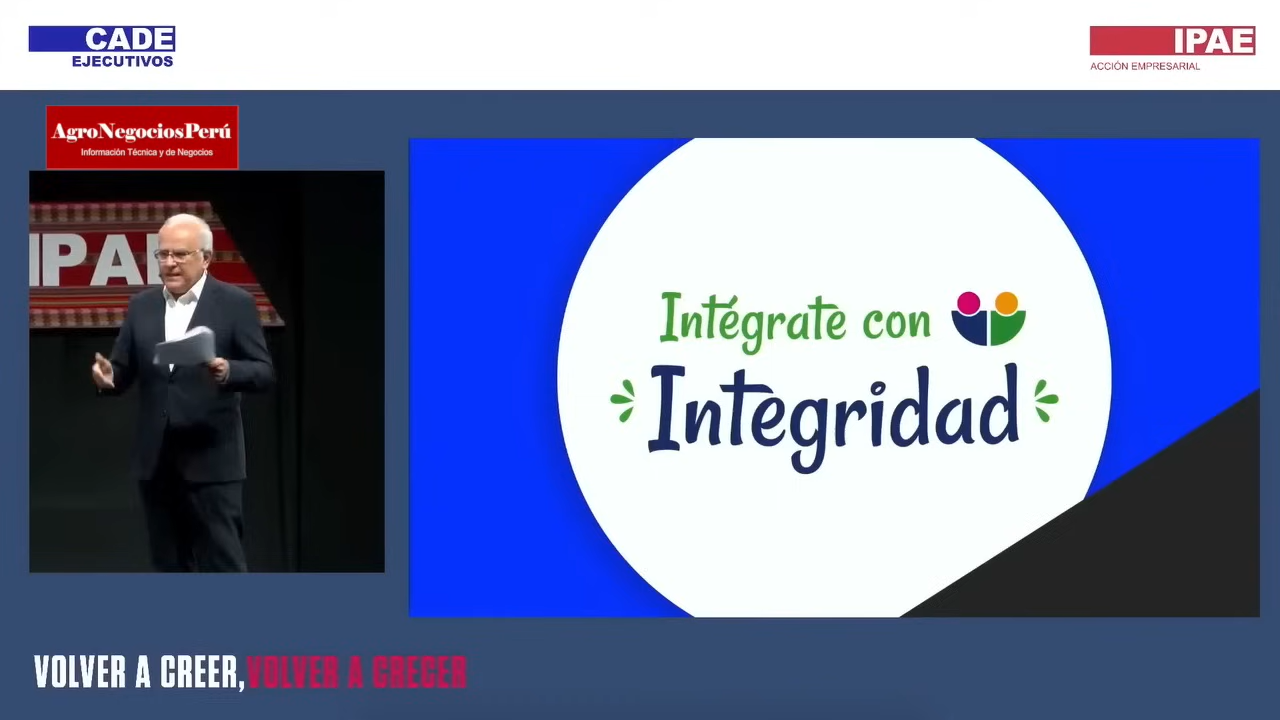 CADE
EJECUTIVOS
IPAE
ACCIÓN EMPRESARIAL
AgroNegociosPerú
Información Técnica y de Negocios
IPAE
Intégrate con
Integridad
VOLVER A CREER, VOLVER A CRECER